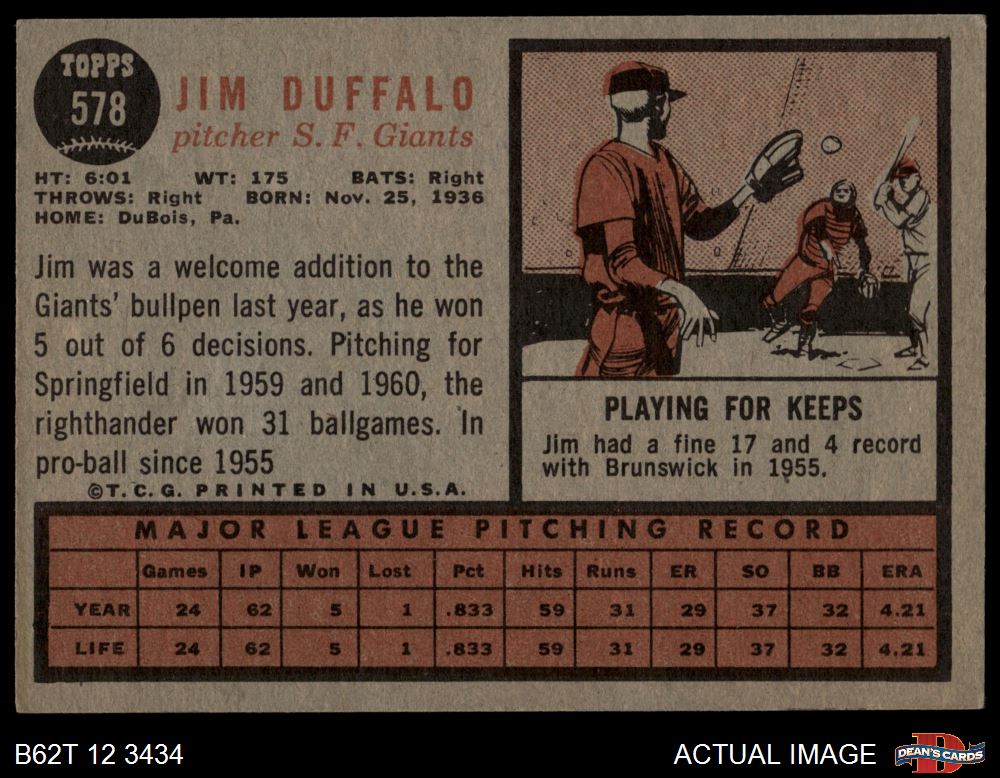 TOPPS
578
JIM DUFFALO
pitcher S. F. Giants
HT: 6:01 WT: 175 BATS: Right
THROWS: Right BORN: Nov. 25, 1936
HOME: DuBois, Pa.
Jim was a welcome addition to the
Giants' bullpen last year, as he won
5 out of 6 decisions. Pitching for
Springfield in 1959 and 1960, the
righthander won 31 ballgames. In
pro-ball since 1955
©T.C.G. PRINTED IN U.S.A.
PLAYING FOR KEEPS
Jim had a fine 17 and 4 record
with Brunswick in 1955.
MAJOR LEAGUE PITCHING RECORD
Games IP Won Lost Pct Hits Runs ER SO BB ERA
YEAR 24 62 5 1 .833 59 31 29 37 32 4.21
LIFE 24 62 5 1 .833 59 31 29 37 32 4.21
B62T 12 3434
ACTUAL IMAGE
D
DEAN'S CARDS